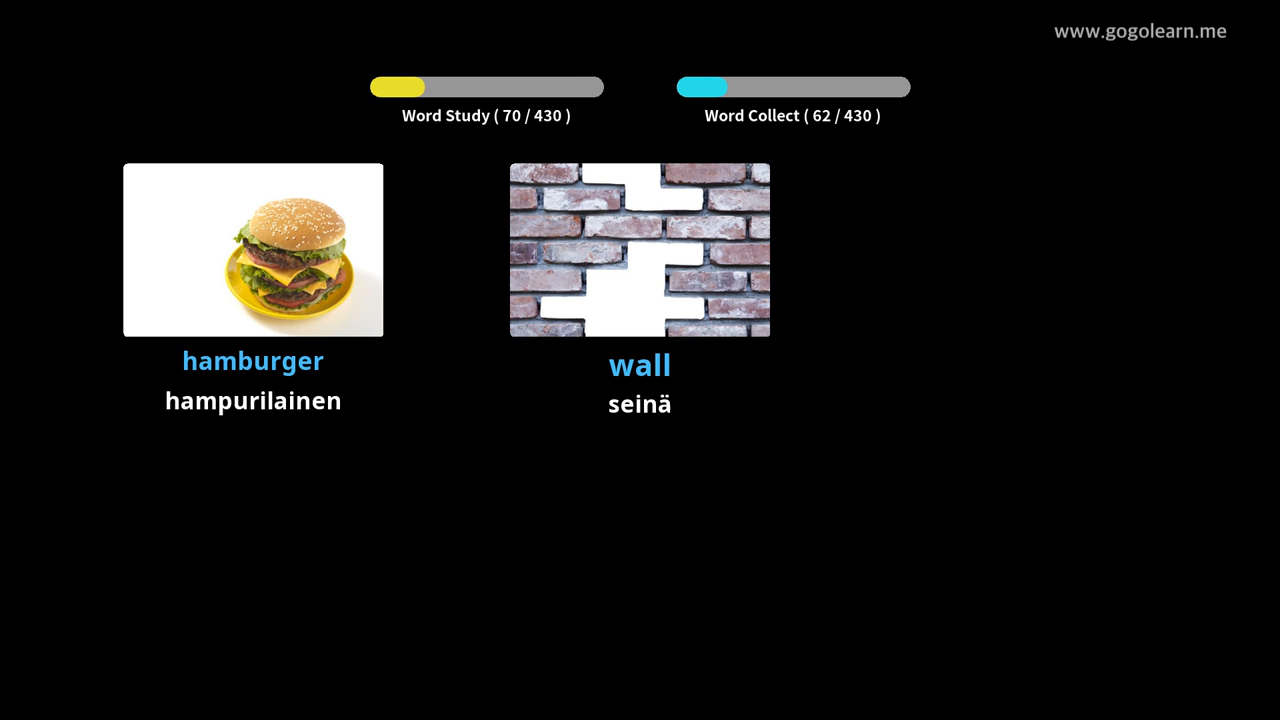 www.gogolearn.me
Word Study ( 70 / 430 )
Word Collect ( 62 / 430 )
hamburger
hampurilainen
wall
seinä